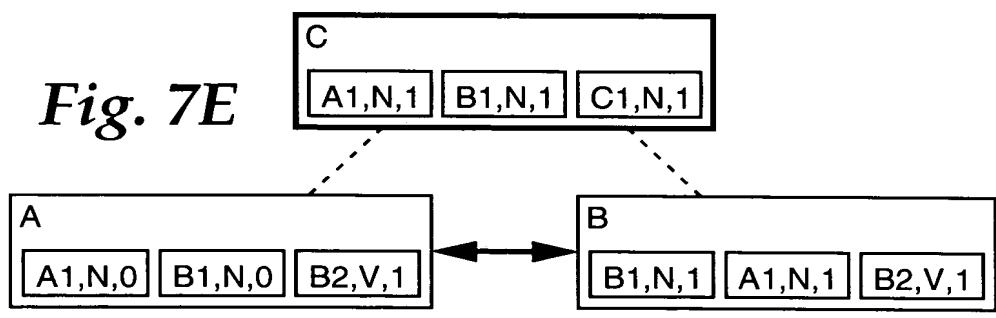 C
A1,N,1 B1,N,1 C1,N,1
Fig. 7E
A
A1,N,0 B1,N,0 B2,V,1
B
B1,N,1 A1,N,1 B2,V,1